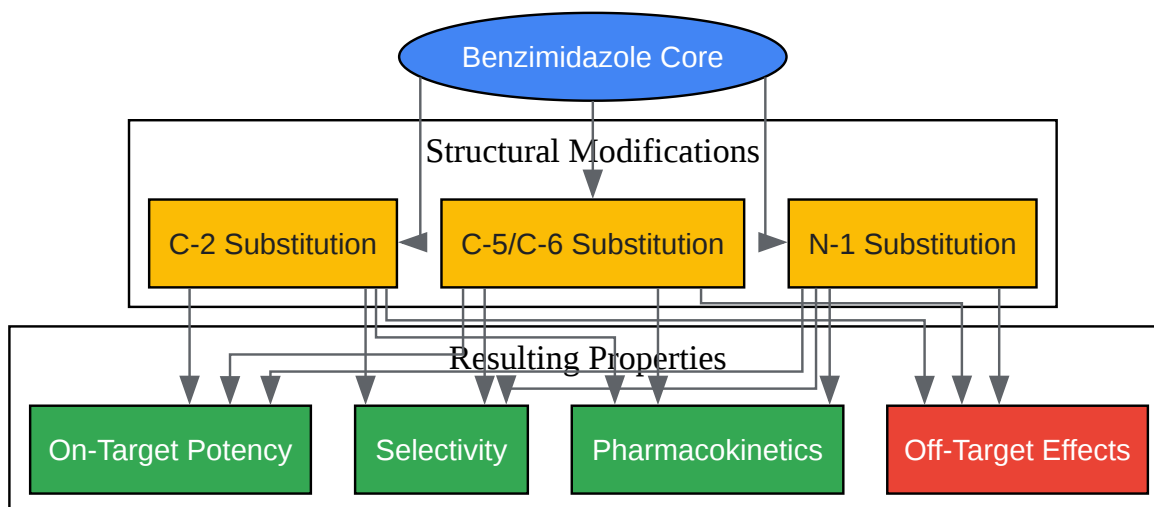 Benzimidazole Core
Structural Modifications
C-2 Substitution
C-5/C-6 Substitution
N-1 Substitution
Resulting Properties
On-Target Potency
Selectivity
Pharmacokinetics
Off-Target Effects